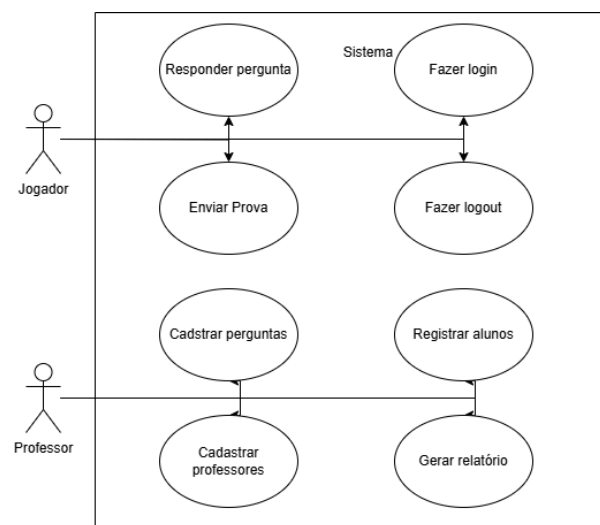 Sistema
Responder pergunta
Fazer login
Jogador
Enviar Prova
Fazer logout
Cadstrar perguntas
Registrar alunos
Professor
Cadastrar
professores
Gerar relatório